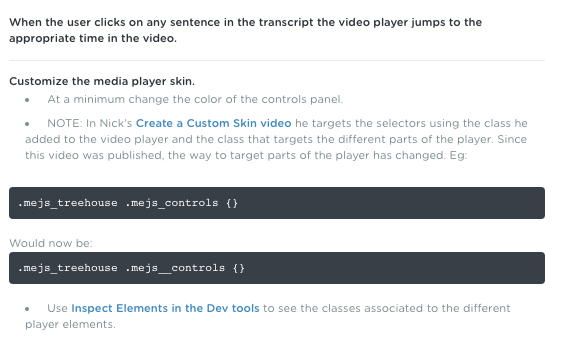 When the user clicks on any sentence in the transcript the video player jumps to the
appropriate time in the video.
Customize the media player skin.
• At a minimum change the color of the controls panel.
• NOTE: In Nick's Create a Custom Skin video he targets the selectors using the class he
added to the video player and the class that targets the different parts of the player. Since
this video was published, the way to target parts of the player has changed. Eg:
.mejs_treehouse .mejs_controls {}
Would now be:
.mejs_treehouse .mejs__controls {}
• Use Inspect Elements in the Dev tools to see the classes associated to the different
player elements.